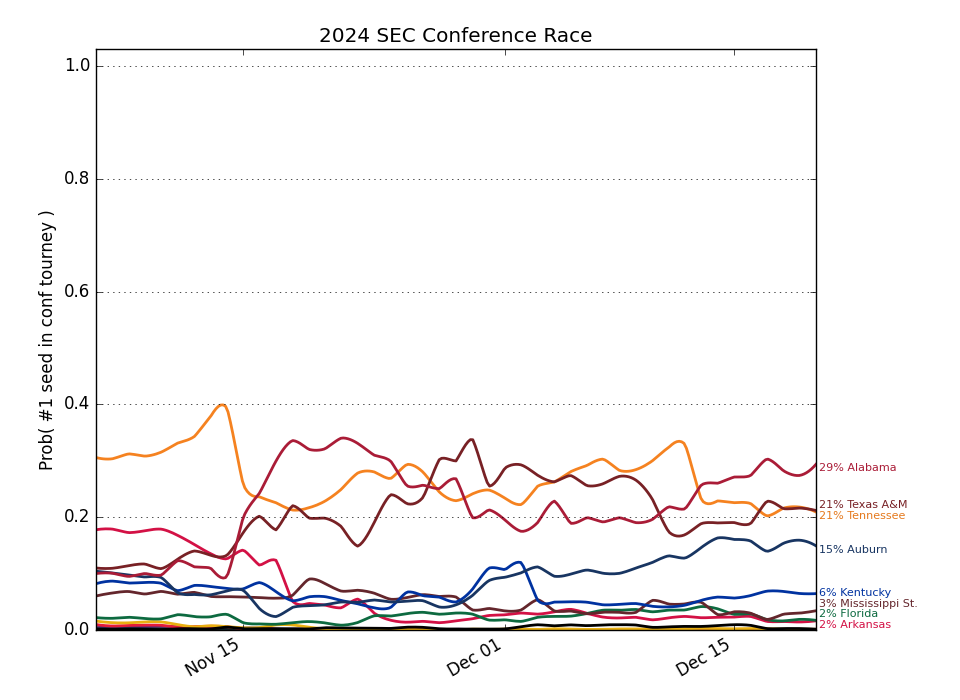 2024 SEC Conference Race
Prob( #1 seed in conf tourney )
1.0
0.8
0.6
0.4
0.2
0.0
Nov 15
Dec 01
Dec 15
29% Alabama
21% Texas A&M
21% Tennessee
15% Auburn
6% Kentucky
3% Mississippi St.
2% Florida
2% Arkansas